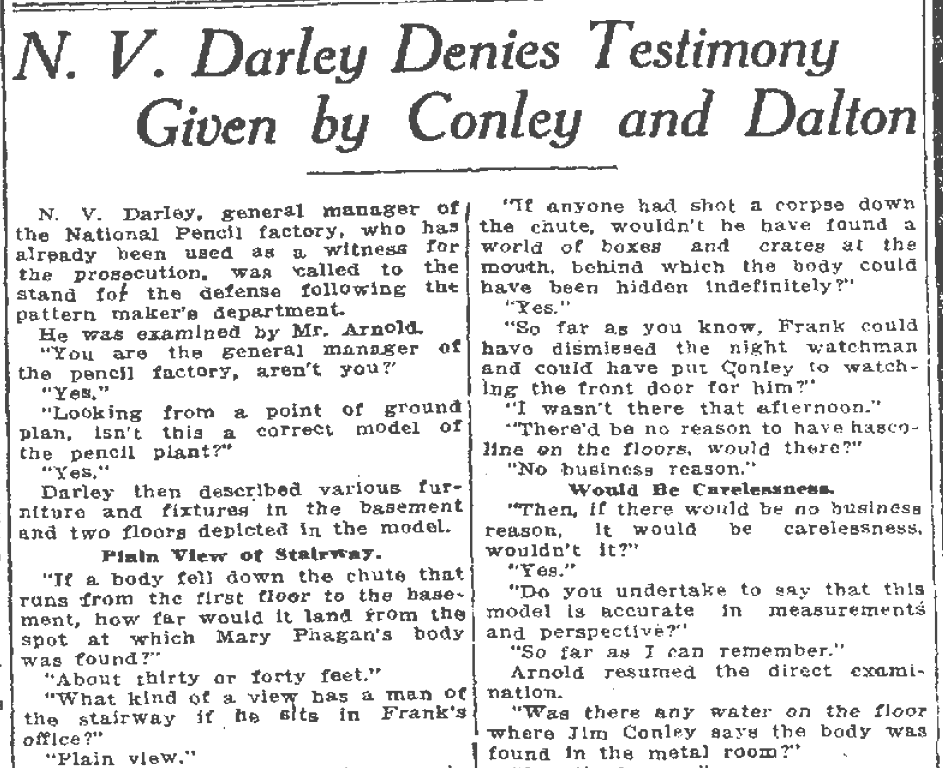 N. V. Darley Denies Testimony
Given by Conley and Dalton
N. V. Darley, general manager of
the National Pencil factory, who has
already been used as a witness for
the prosecution, was called to the
stand for the defense following the
pattern maker's department.
He was examined by Mr. Arnold.
"You are the general manager of
the pencil factory, aren't you?"
"Yes."
"Looking from a point of ground
plan, isn't this a correct model of
the pencil plant?"
"Yes."
Darley then described various fur-
niture and fixtures in the basement
and two floors depicted in the model.
Plain View of Stairway.
"If a body fell down the chute that
runs from the first floor to the base-
ment, how far would it land from the
spot at which Mary Phagan's body
was found?"
"About thirty or forty feet."
"What kind of a view has a man of
the stairway if he sits in Frank's
office?"
"Plain view."
"If anyone had shot a corpse down
the chute, wouldn't he have found a
world of boxes and crates at the
mouth, behind which the body could
have been hidden indefinitely?"
"Yes."
"So far as you know, Frank could
have dismissed the night watchman
and could have put Conley to watch-
ing the front door for him?"
"I wasn't there that afternoon."
"There'd be no reason to have hasco-
line on the floors, would there?"
"No business reason."
Would Be Carelessness.
"Then, if there would be no business
reason, it would be carelessness,
wouldn't it?"
"Yes."
"Do you undertake to say that this
model is accurate in measurements
and perspective?"
"So far as I can remember."
Arnold resumed the direct exami-
nation.
"Was there any water on the floor
where Jim Conley says the body was
found in the metal room?"